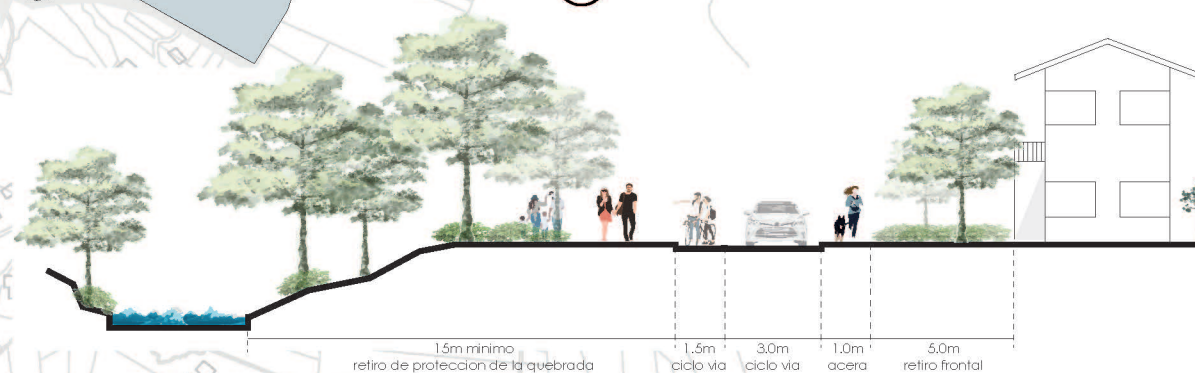 15m minimo
retiro de proteccion de la quebrada
1.5m
ciclo via
3.0m
ciclo via
1.0m
acera
5.0m
retiro frontal